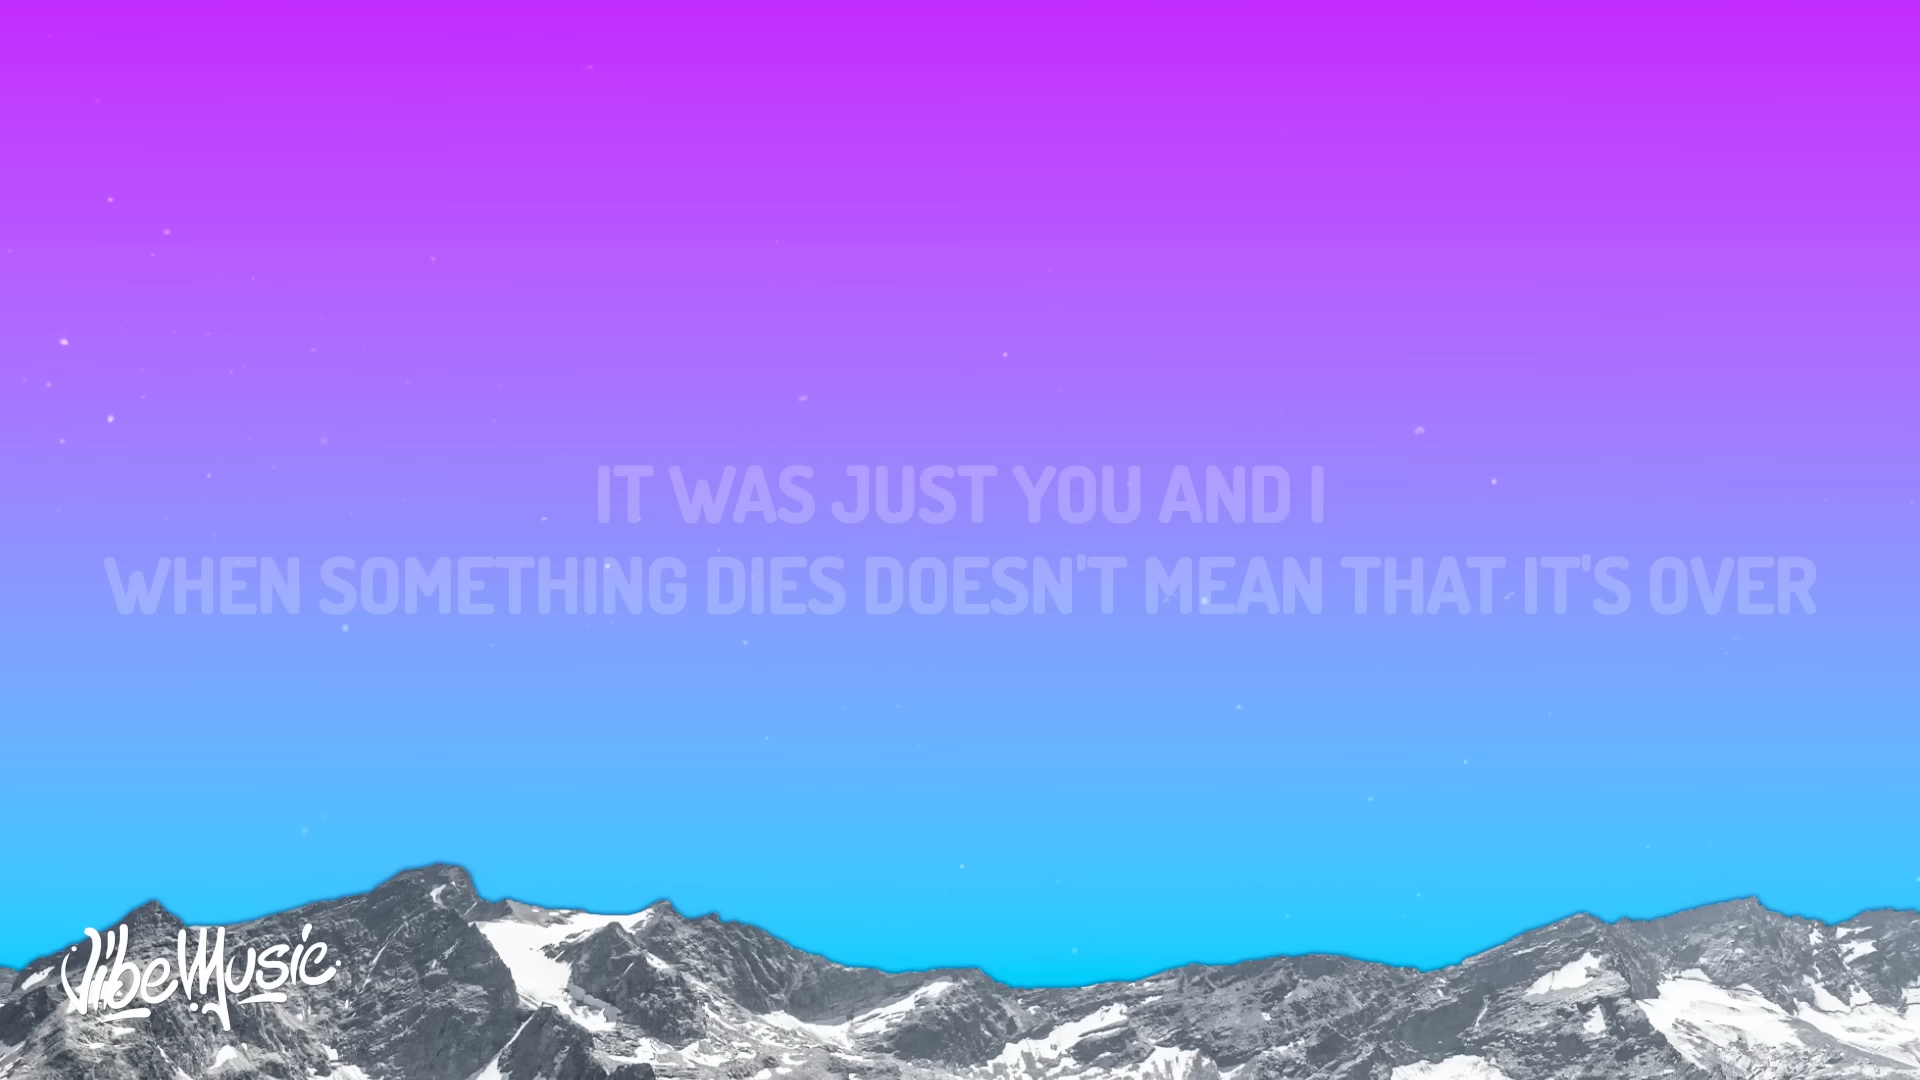 IT WAS JUST YOU AND I
WHEN SOMETHING DIES DOESN'T MEAN THAT IT'S OVER
VibeMusic